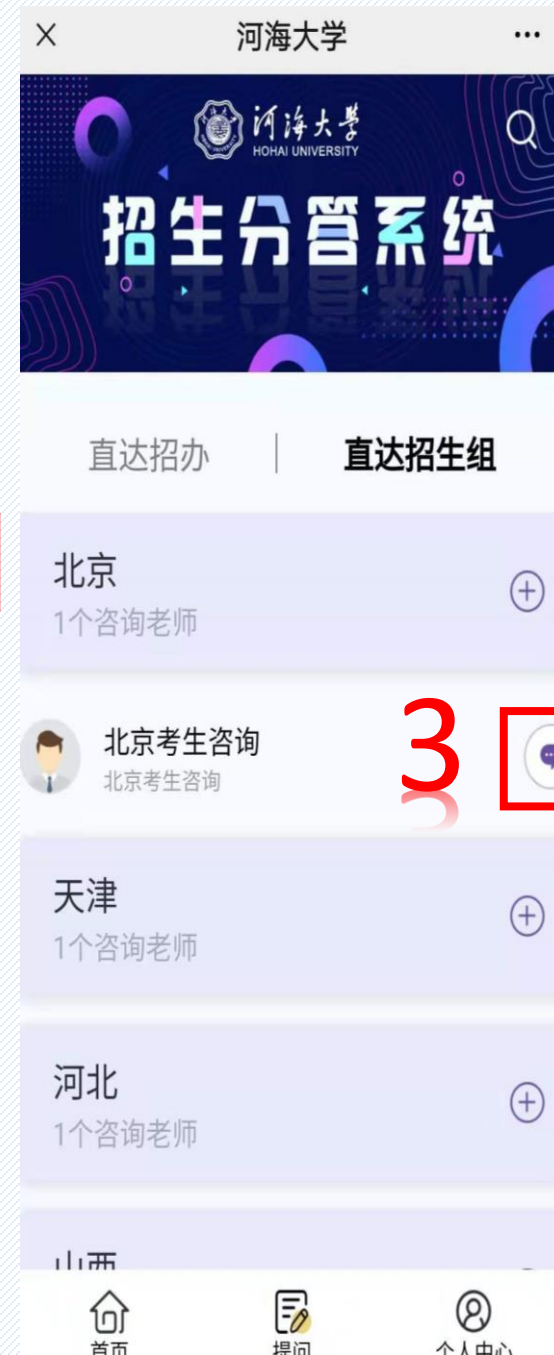 河海大学
河海大學
HOHAI UNIVERSITY
招生分答系统
直达招办
直达招生组
北京
1个咨询老师
北京考生咨询
北京考生咨询
3
天津
1个咨询老师
河北
1个咨询老师
山西
首页
提问
个人中心